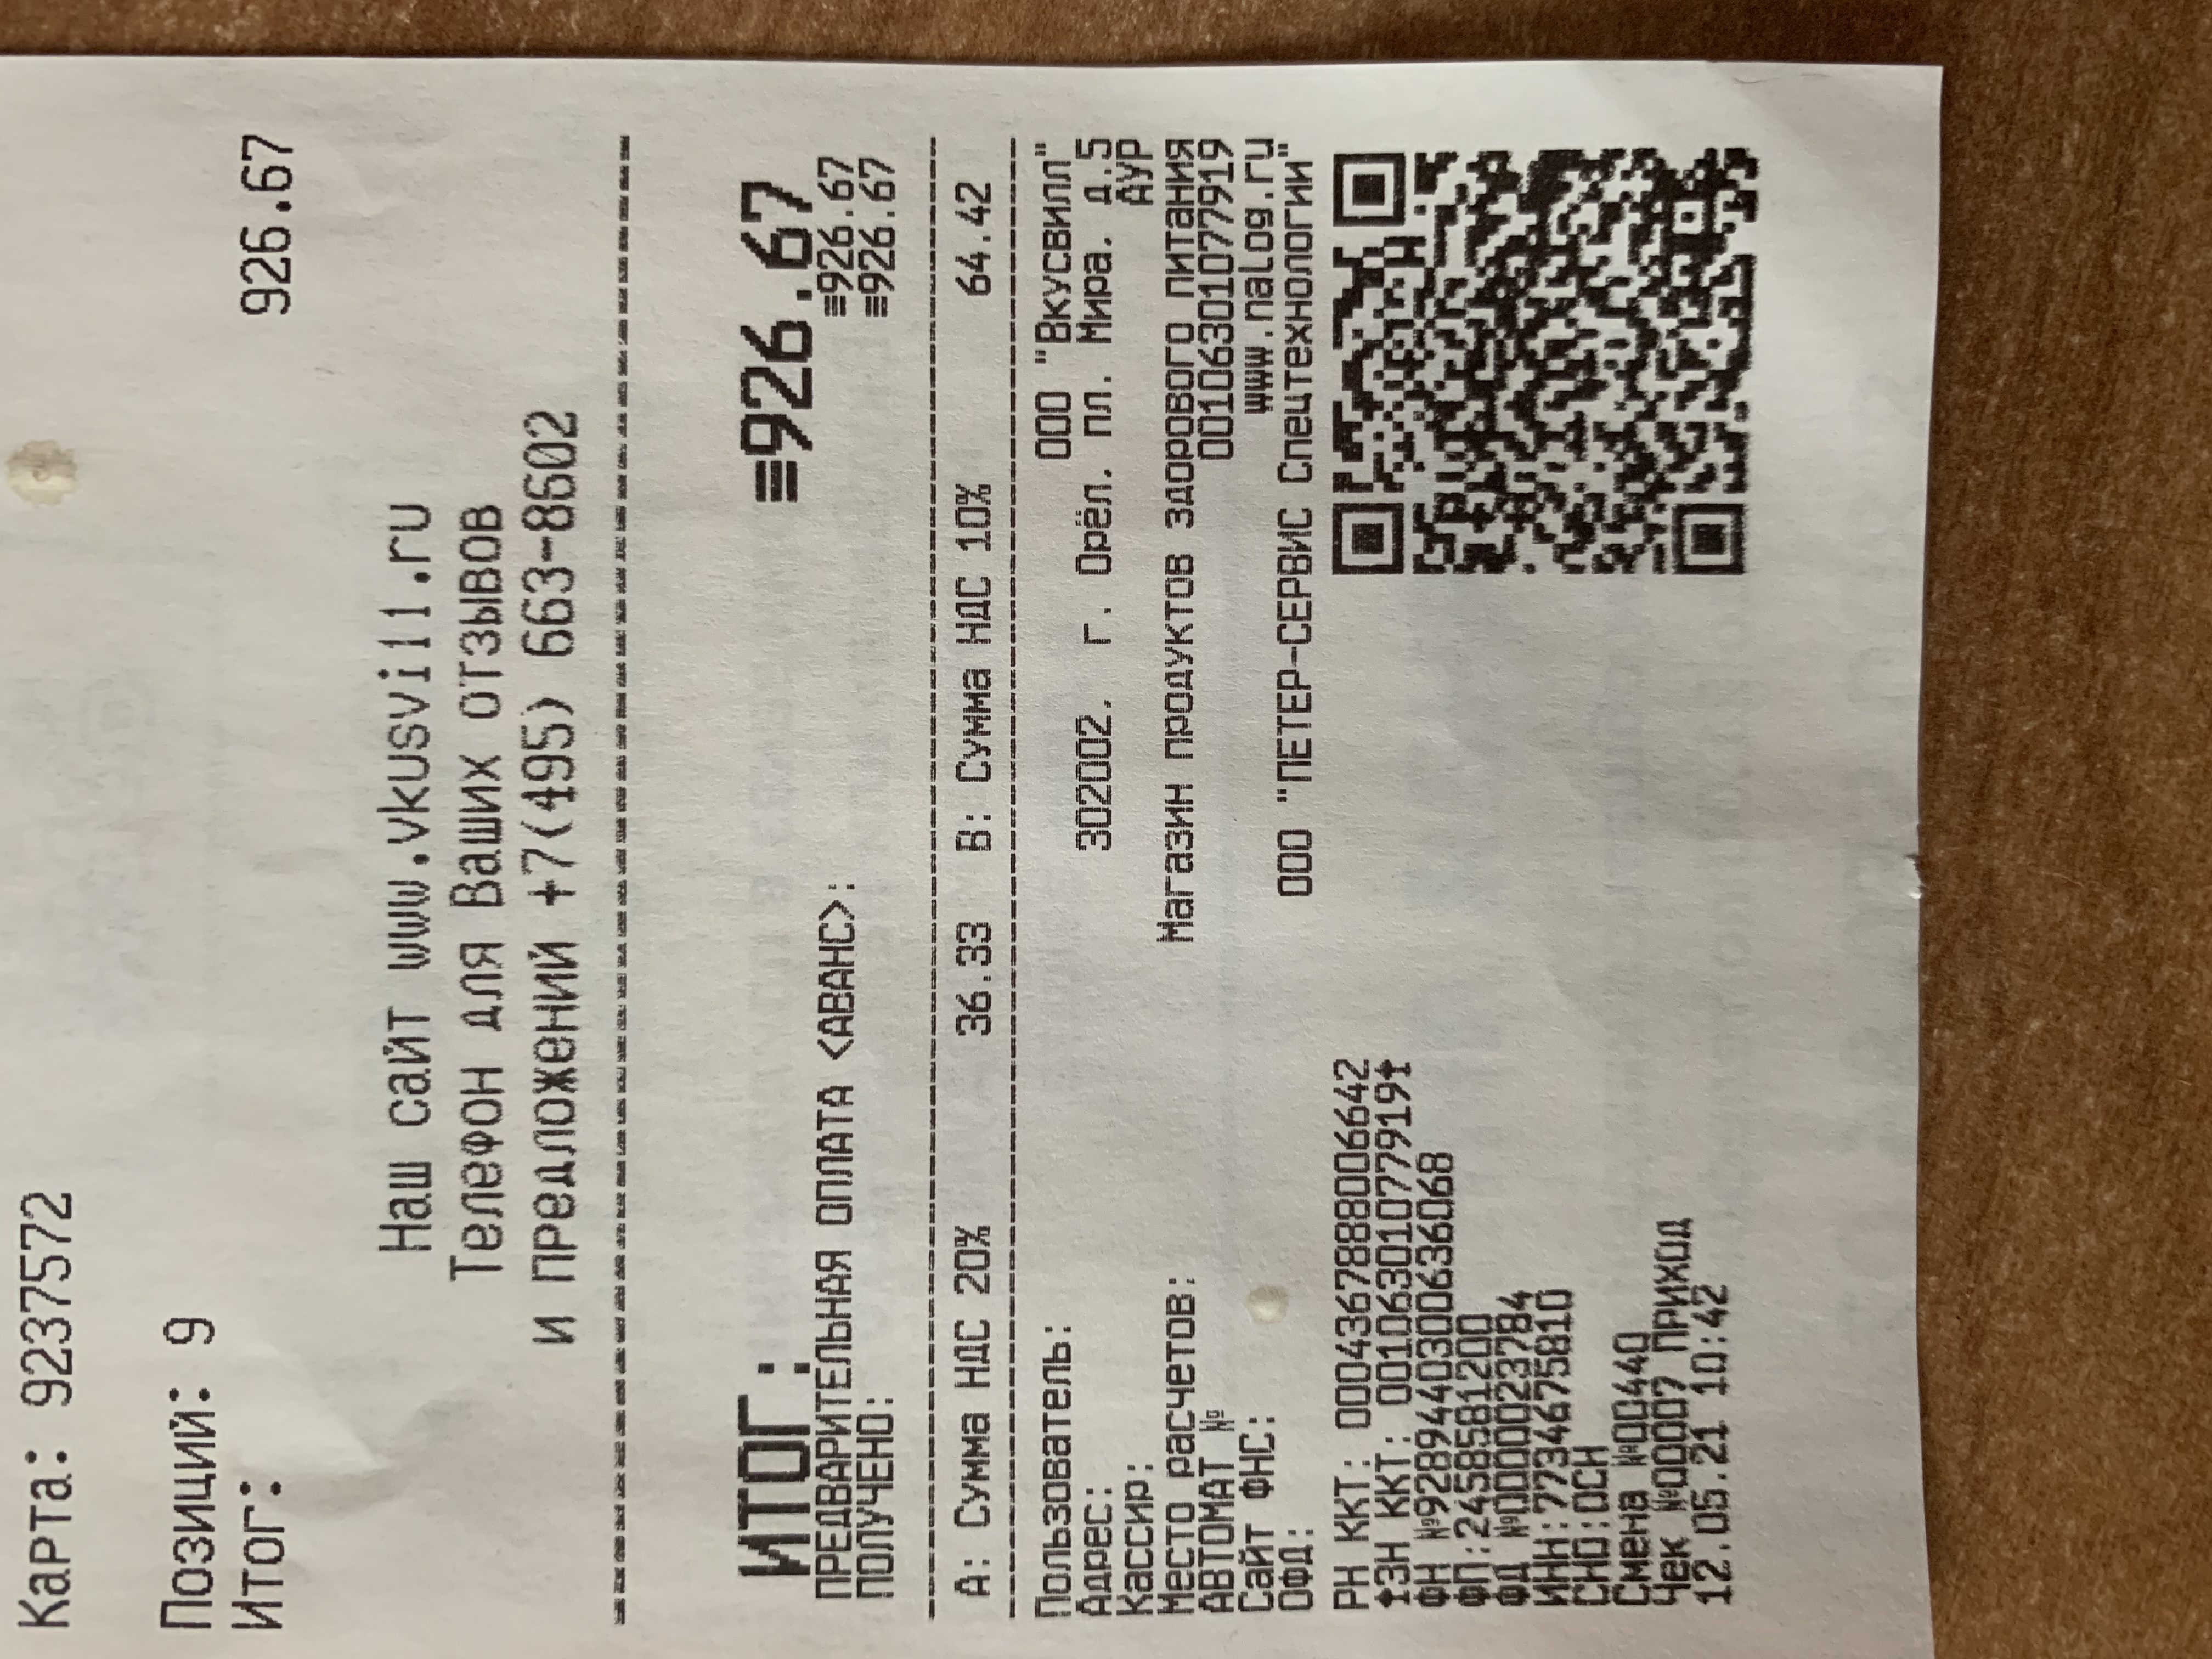 Карта: 9237572
Позиций: 9
Итог: 926.67
Наш сайт www.vkusvill.ru
Телефон для Ваших отзывов
и предложений +7(495) 663-8602
ИТОГ: ≡926.67
ПРЕДВАРИТЕЛЬНАЯ ОПЛАТА <АВАНС>: ≡926.67
ПОЛУЧЕНО: ≡926.67
А: Сумма НДС 20% 36.33 В: Сумма НДС 10% 64.42
Пользователь: ООО "Вкусвилл"
Адрес: 302002, г. Орёл, пл. Мира, д.5
Кассир: АУР
Место расчетов: Магазин продуктов здорового питания
АВТОМАТ № 00106301077919
Сайт ФНС: www.nalog.ru
ОФД: ООО "ПЕТЕР-СЕРВИС Спецтехнологии"
РН ККТ: 0004367888006642
ЗН ККТ: 00106301077919
ФН №9289440300636068
ФП:2458581200
ФД №0000023784
ИНН:7734675810
СНО:ОСН
Смена №00440
Чек №00007 ПРИХОД
12.05.21 10:42